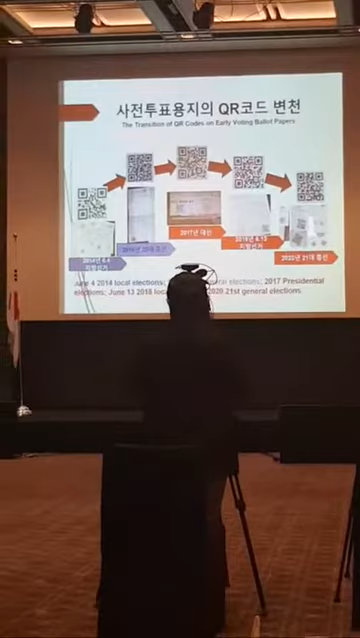 사전투표용지의 QR코드 변천
The Transition of QR Codes on Early Voting Ballot Papers
2014년 6.4
지방선거
2016년 20대 총선
2017년 대선
2018년 6.13
지방선거
2020년 21대 총선
June 4 2014 local elections; elections; 2017 Presidential
elections; June 13 2018 2020 21st general elections